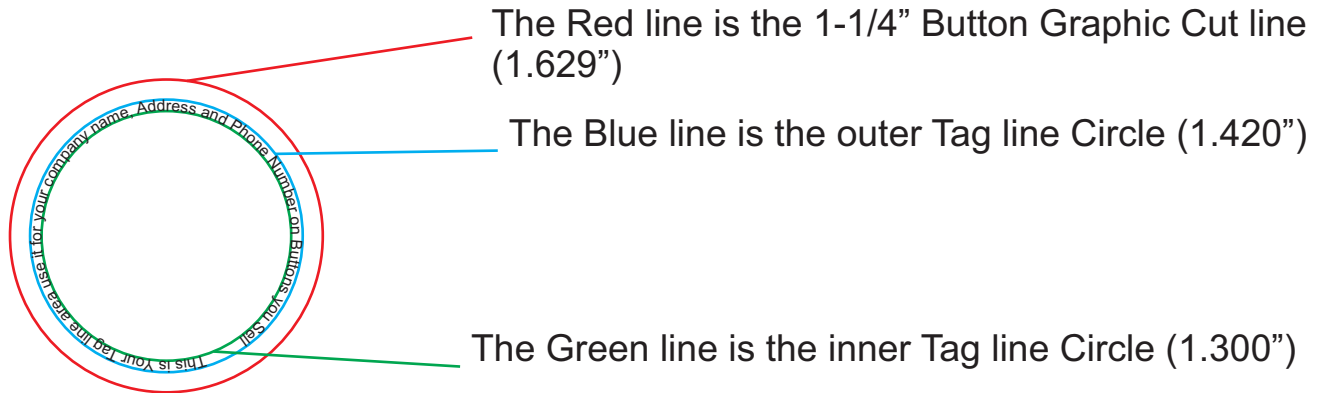 The Red line is the 1-1/4” Button Graphic Cut line
(1.629”)
The Blue line is the outer Tag line Circle (1.420”)
The Green line is the inner Tag line Circle (1.300”)
This is Your Tag line area use it for your company name, Address and Phone Number on Buttons you Sell